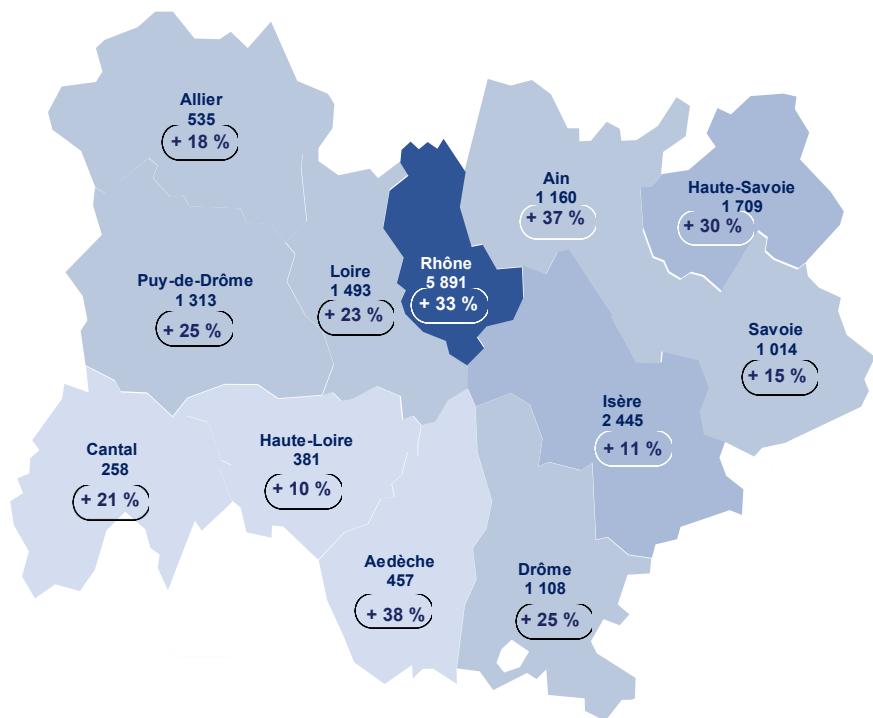 Allier
535
+ 18 %
Ain
1 160
+ 37 %
Haute-Savoie
1 709
+ 30 %
Rhône
5 891
+ 33 %
Loire
1 493
+ 23 %
Puy-de-Drôme
1 313
+ 25 %
Savoie
1 014
+ 15 %
Isère
2 445
+ 11 %
Cantal
258
+ 21 %
Haute-Loire
381
+ 10 %
Aedèche
457
+ 38 %
Drôme
1 108
+ 25 %